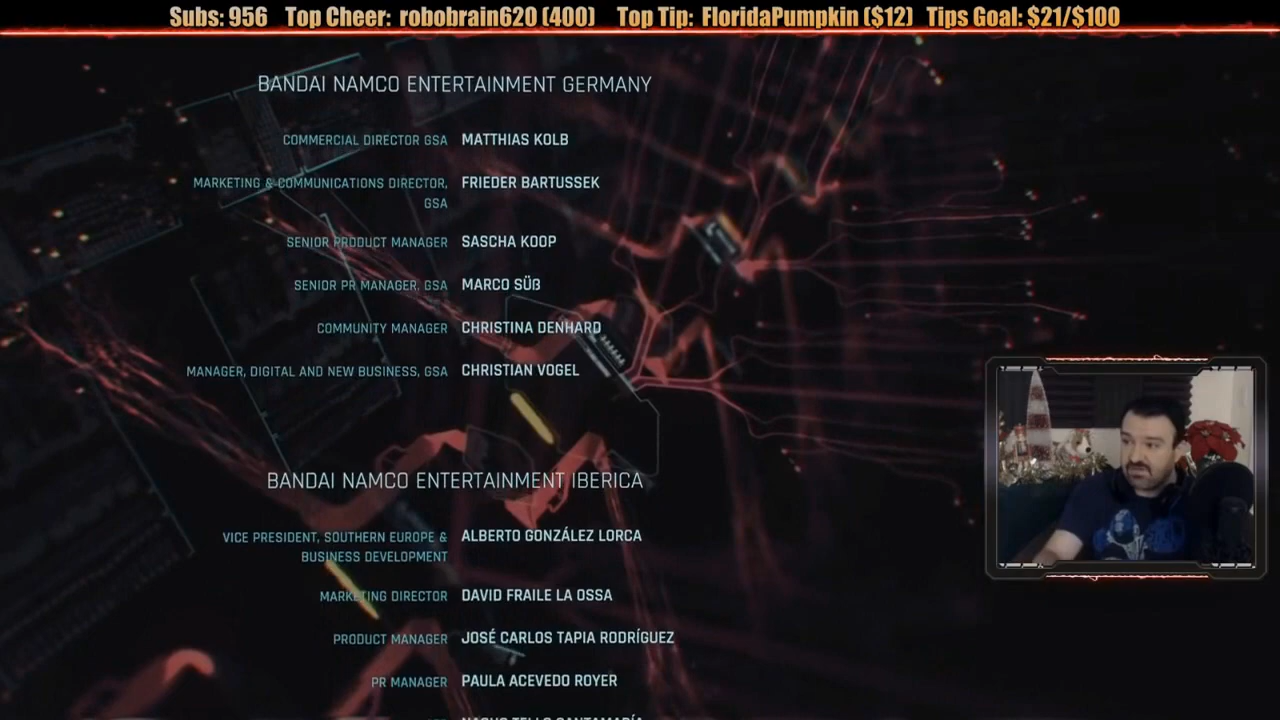 Subs: 956 Top Cheer: robobrain620 (400) Top Tip: FloridaPumpkin ($12) Tips Goal: $21/$100
BANDAI NAMCO ENTERTAINMENT GERMANY
COMMERCIAL DIRECTOR GSA MATTHIAS KOLB
MARKETING & COMMUNICATIONS DIRECTOR, FRIEDER BARTUSSEK
GSA
SENIOR PRODUCT MANAGER SASCHA KOOP
SENIOR PR MANAGER, GSA MARCO SÜß
COMMUNITY MANAGER CHRISTINA DENHARD
MANAGER, DIGITAL AND NEW BUSINESS, GSA CHRISTIAN VOGEL
BANDAI NAMCO ENTERTAINMENT IBERICA
VICE PRESIDENT, SOUTHERN EUROPE & ALBERTO GONZÁLEZ LORCA
BUSINESS DEVELOPMENT
MARKETING DIRECTOR DAVID FRAILE LA OSSA
PRODUCT MANAGER JOSÉ CARLOS TAPIA RODRÍGUEZ
PR MANAGER PAULA ACEVEDO ROYER